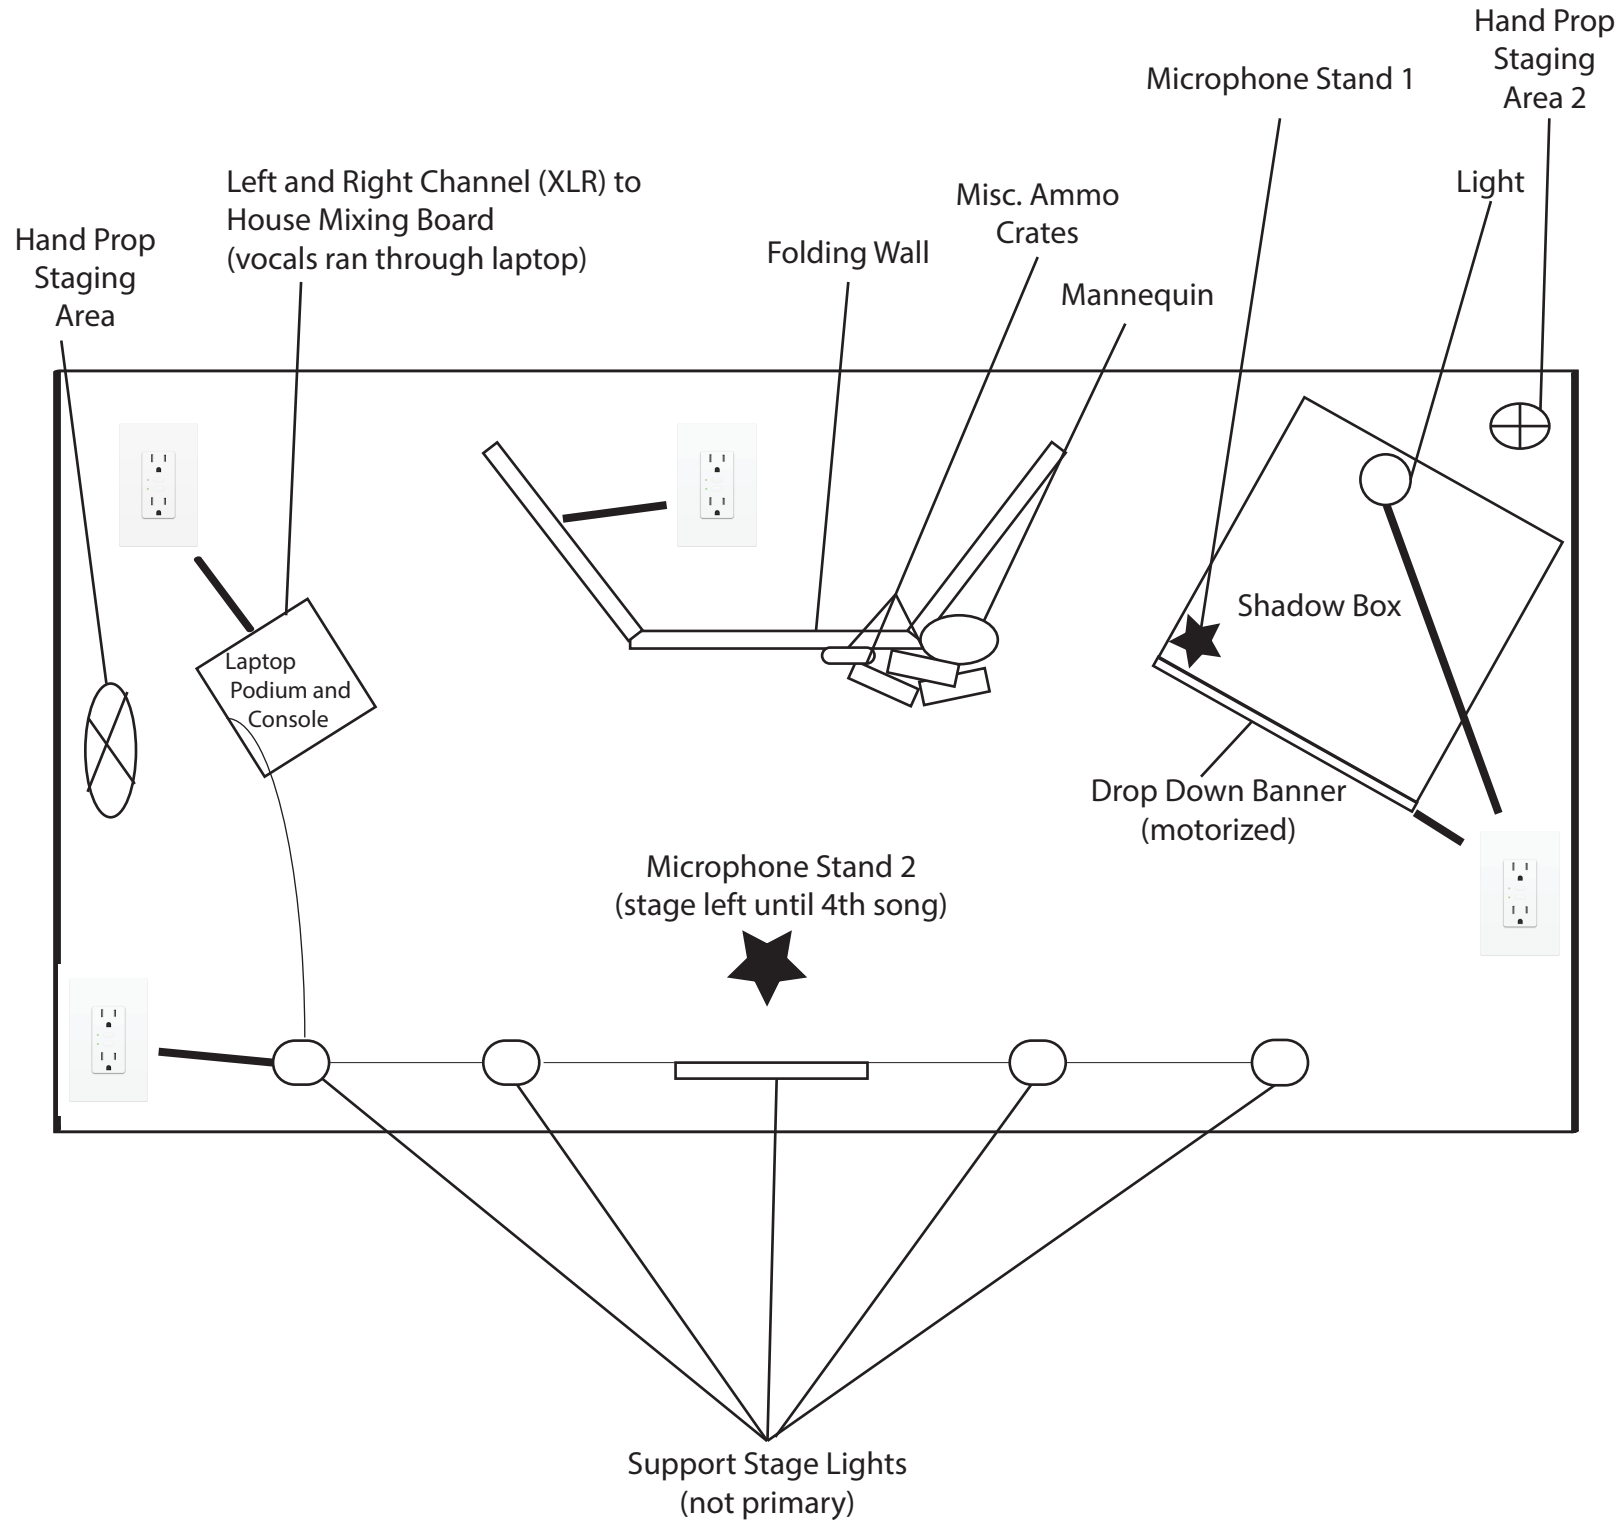 Hand Prop
Staging
Area 2
Microphone Stand 1
Light
Left and Right Channel (XLR) to
House Mixing Board
(vocals ran through laptop)
Misc. Ammo
Crates
Hand Prop
Staging
Area
Folding Wall
Mannequin
Shadow Box
Laptop
Podium and
Console
Drop Down Banner
(motorized)
Microphone Stand 2
(stage left until 4th song)
Support Stage Lights
(not primary)